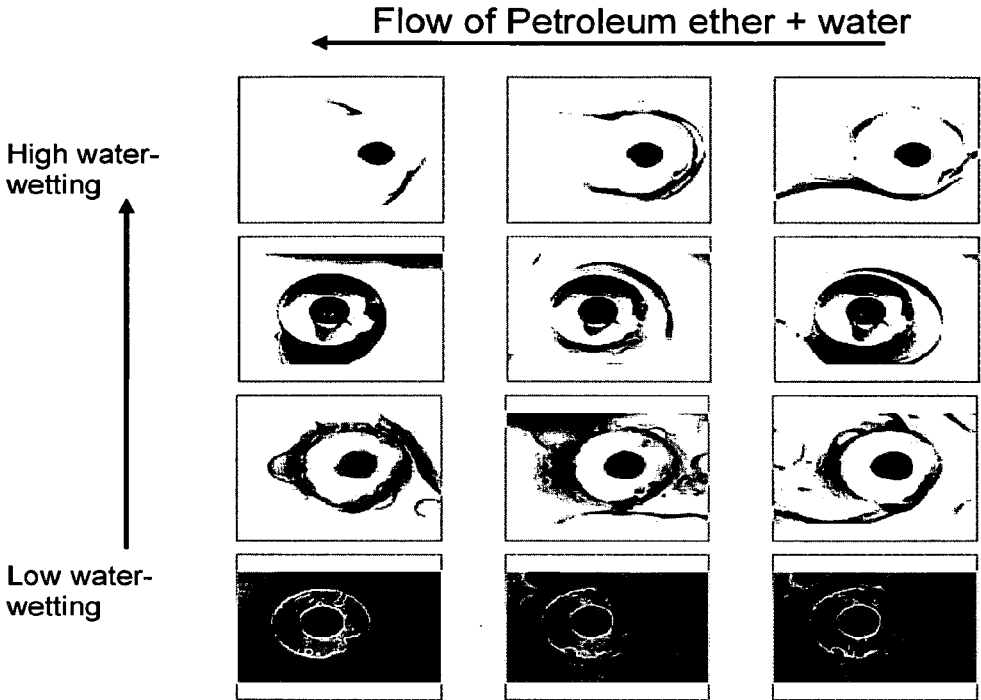 Flow of Petroleum ether + water
High water-
wetting
Low water-
wetting